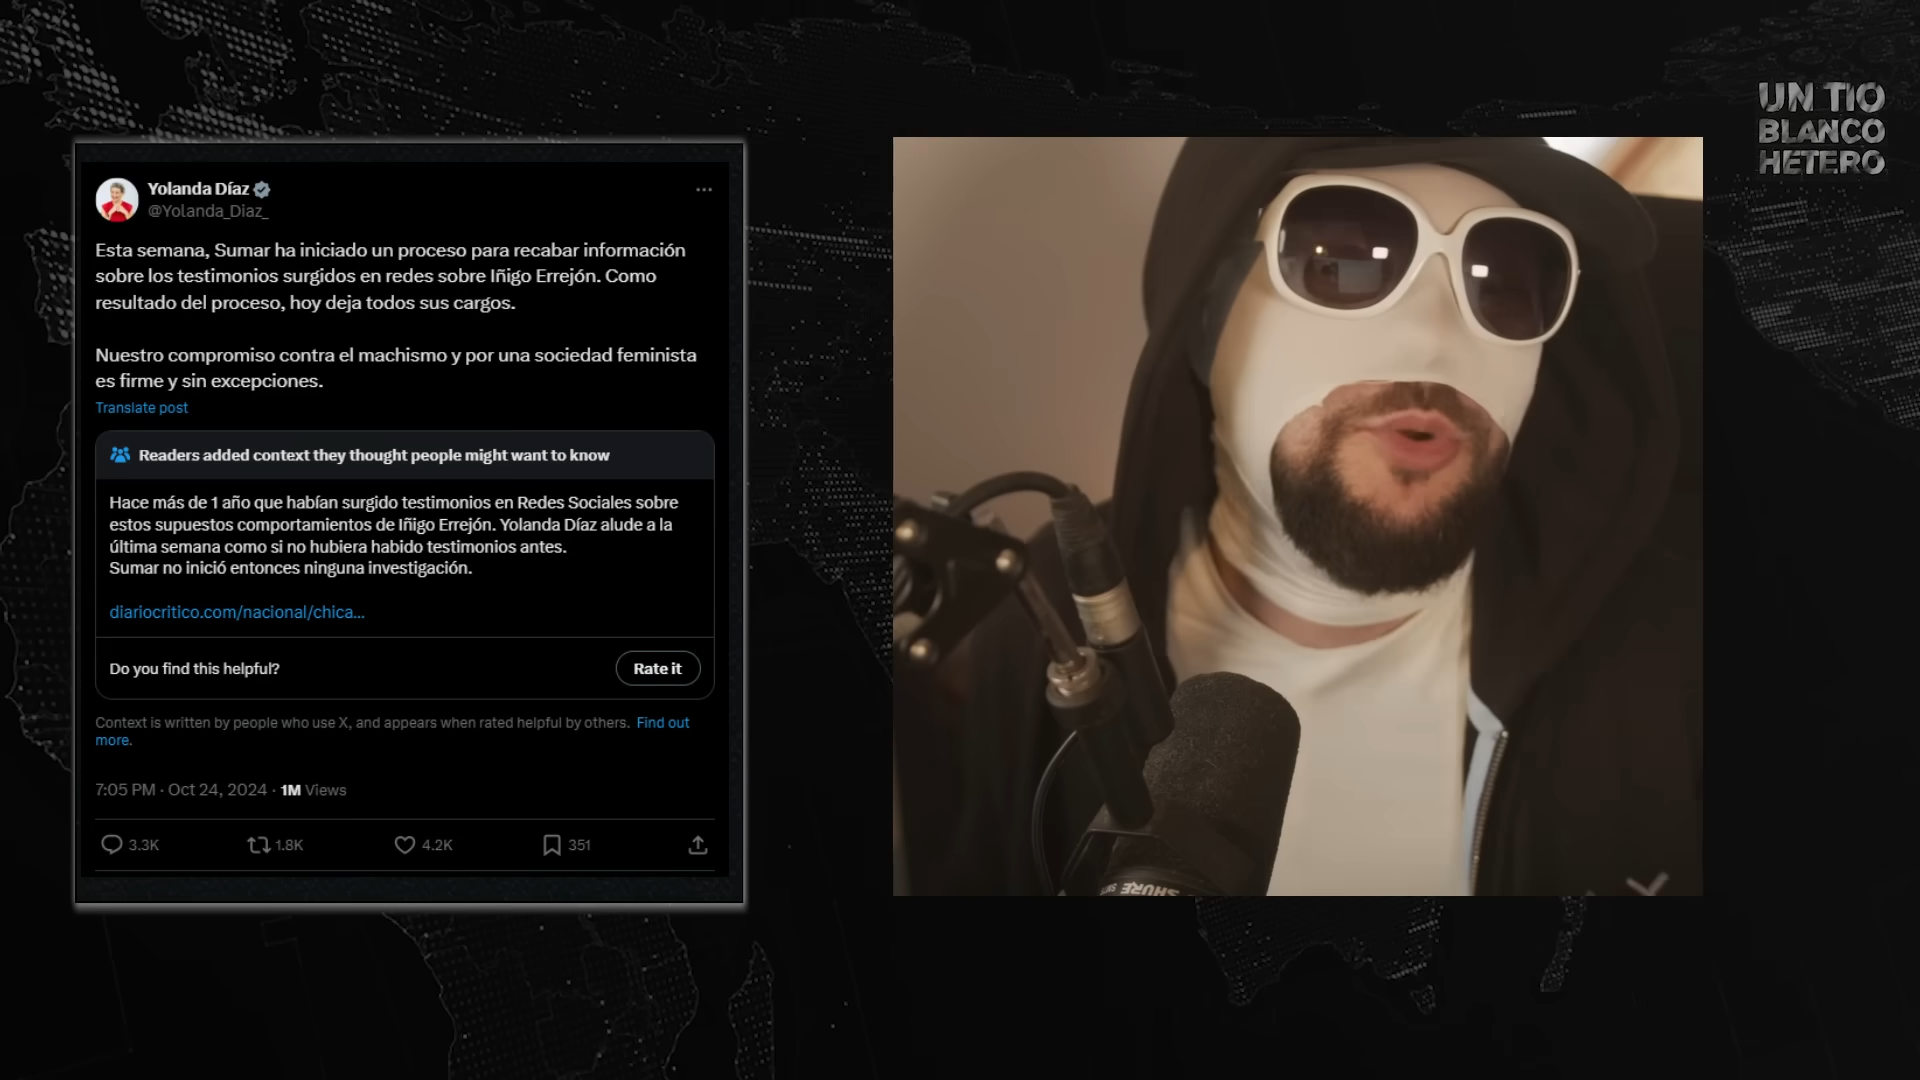 Yolanda Díaz
@Yolanda_Diaz_
Esta semana, Sumar ha iniciado un proceso para recabar información
sobre los testimonios surgidos en redes sobre Iñigo Errejón. Como
resultado del proceso, hoy deja todos sus cargos.
Nuestro compromiso contra el machismo y por una sociedad feminista
es firme y sin excepciones.
Translate post
Readers added context they thought people might want to know
Hace más de 1 año que habían surgido testimonios en Redes Sociales sobre
estos supuestos comportamientos de Iñigo Errejón. Yolanda Díaz alude a la
última semana como si no hubiera habido testimonios antes.
Sumar no inició entonces ninguna investigación.
diariocritico.com/nacional/chica...
Do you find this helpful?
Rate it
Context is written by people who use X, and appears when rated helpful by others. Find out
more.
7:05 PM · Oct 24, 2024 · 1M Views
3.3K 1.8K 4.2K 351
UN TIO
BLANCO
HETERO
SHURE